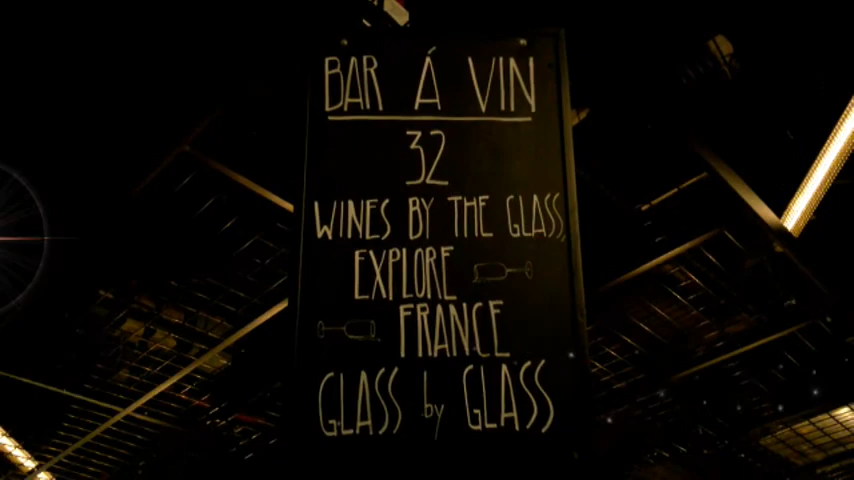 BAR Á VIN
32
WINES BY THE GLASS,
EXPLORE
FRANCE
GLASS by GLASS